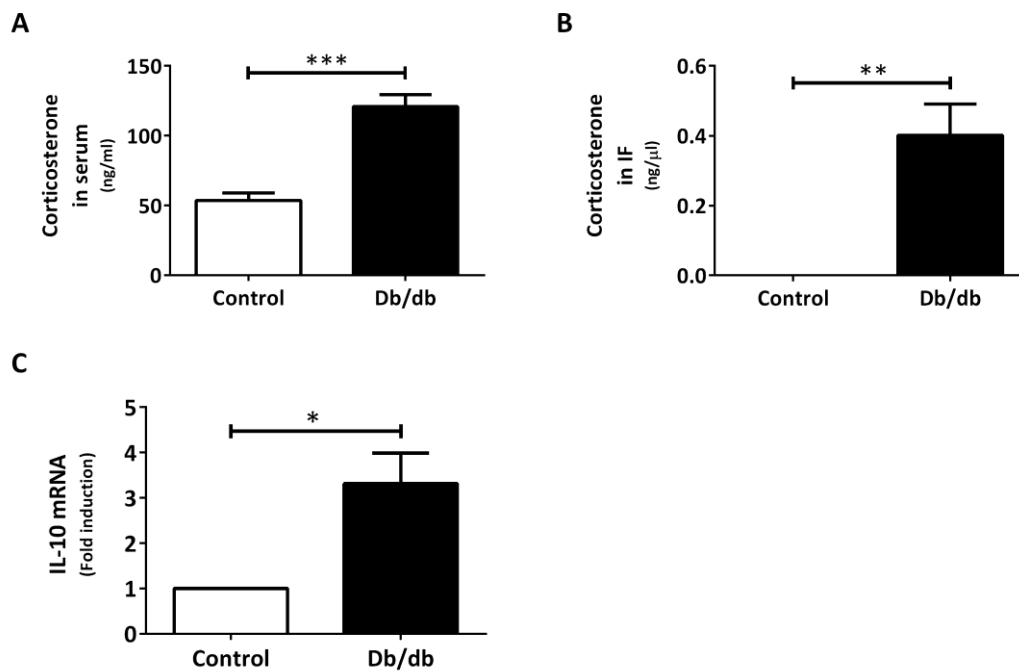 A
Corticosterone
in serum
(ng/ml)
150
100
50
0
***
Control
Db/db
B
Corticosterone
in IF
(ng/μl)
0.6
0.4
0.2
0.0
**
Control
Db/db
C
IL-10 mRNA
(Fold induction)
5
4
3
2
1
0
*
Control
Db/db